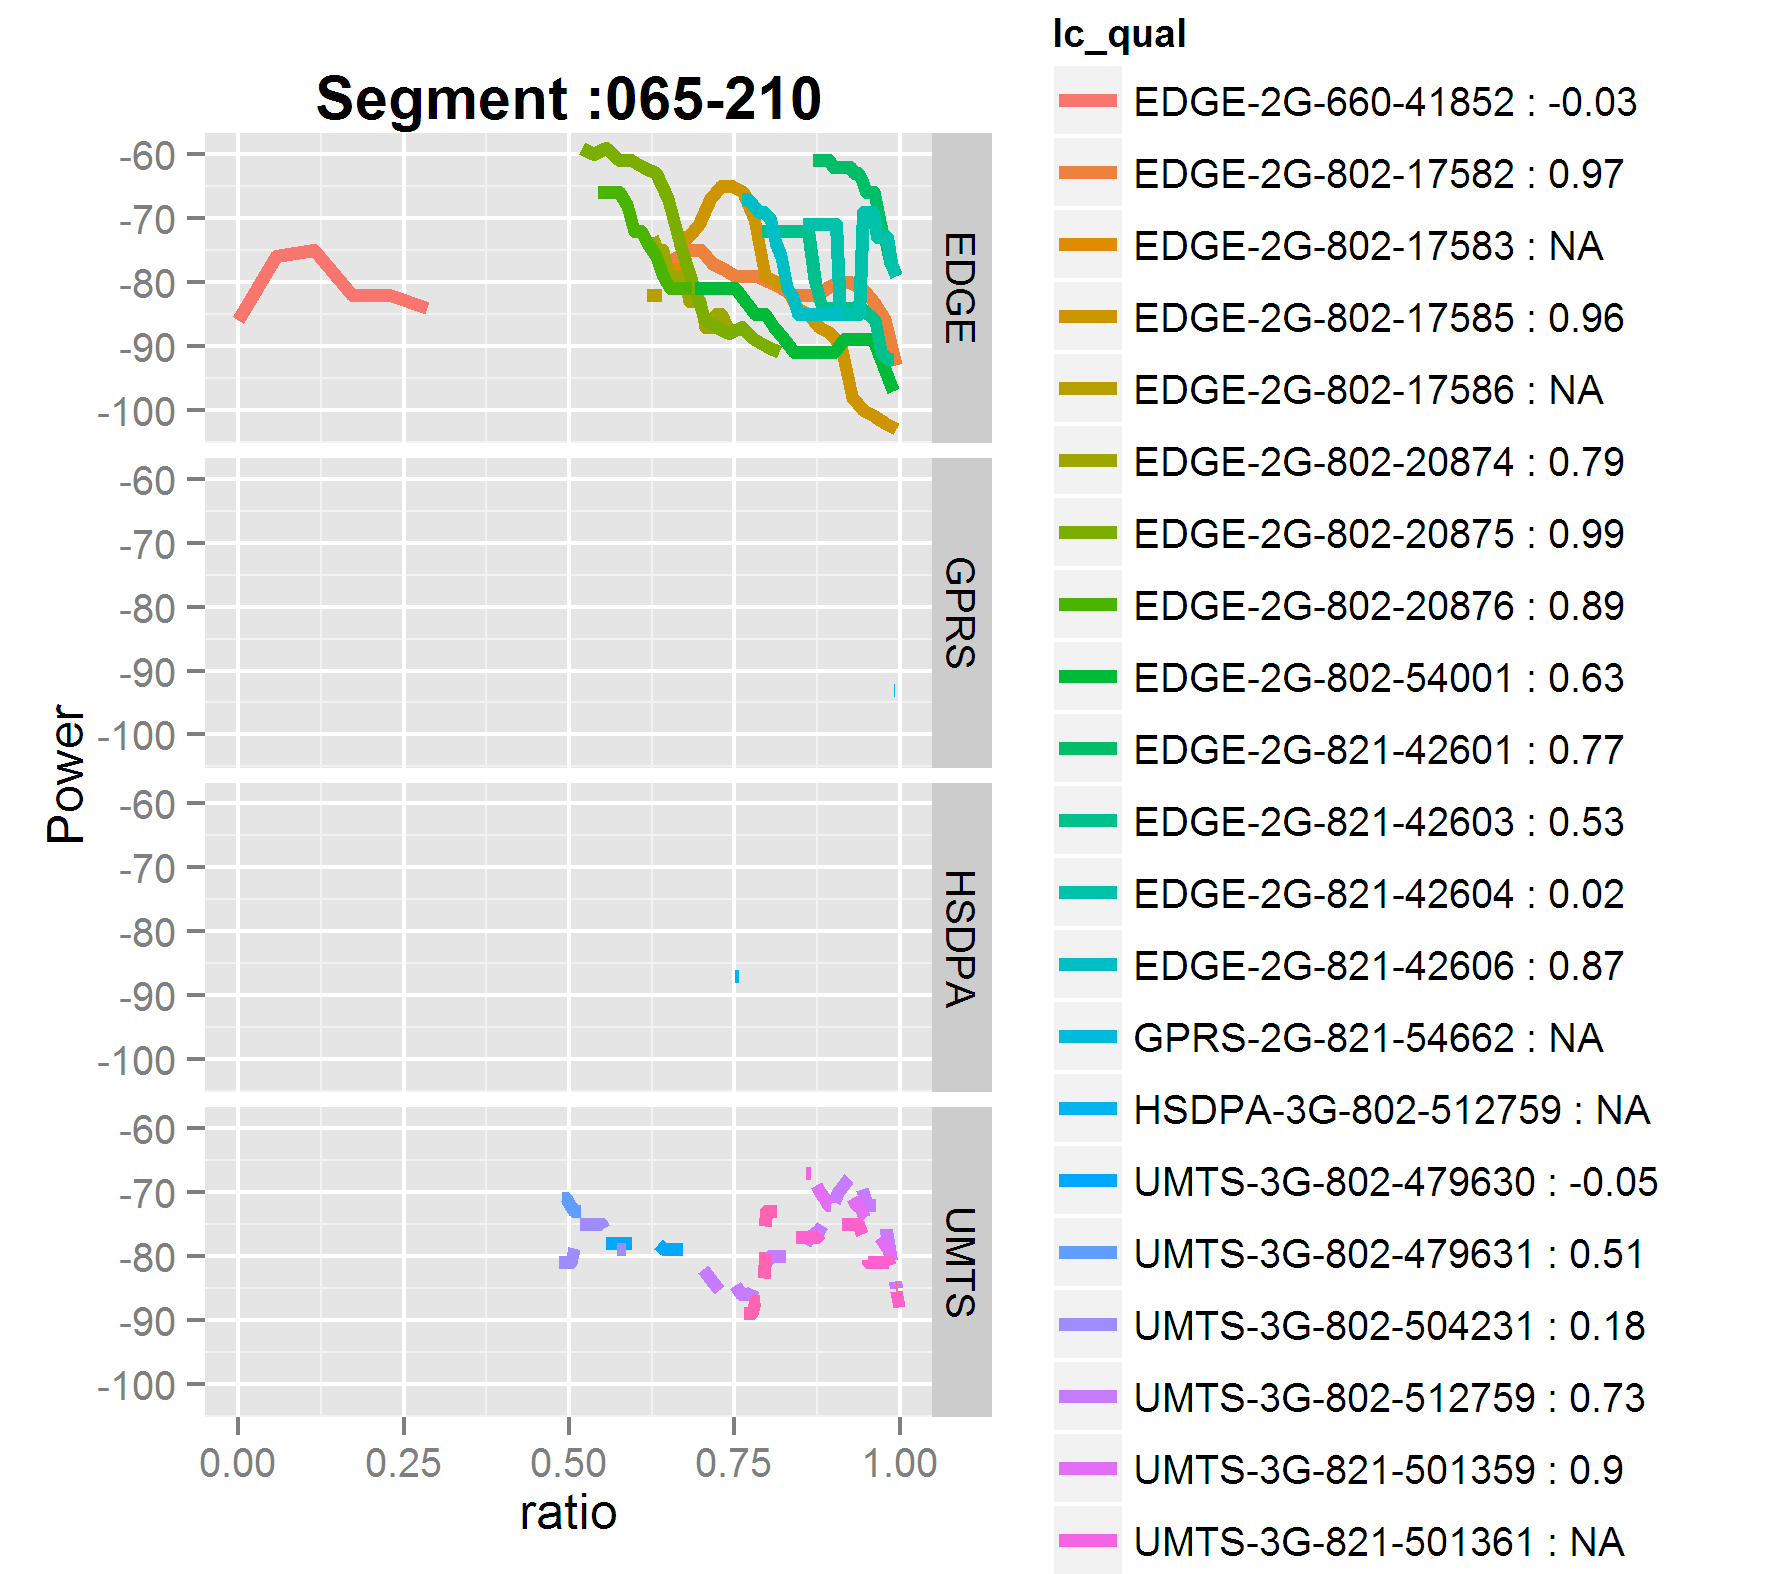 lc_qual
Segment :065-210
-60
-70
-80
-90
-100
EDGE
-60
-70
-80
-90
-100
GPRS
-60
-70
-80
-90
-100
HSDPA
-60
-70
-80
-90
-100
UMTS
Power
0.00 0.25 0.50 0.75 1.00
ratio
EDGE-2G-660-41852 : -0.03
EDGE-2G-802-17582 : 0.97
EDGE-2G-802-17583 : NA
EDGE-2G-802-17585 : 0.96
EDGE-2G-802-17586 : NA
EDGE-2G-802-20874 : 0.79
EDGE-2G-802-20875 : 0.99
EDGE-2G-802-20876 : 0.89
EDGE-2G-802-54001 : 0.63
EDGE-2G-821-42601 : 0.77
EDGE-2G-821-42603 : 0.53
EDGE-2G-821-42604 : 0.02
EDGE-2G-821-42606 : 0.87
GPRS-2G-821-54662 : NA
HSDPA-3G-802-512759 : NA
UMTS-3G-802-479630 : -0.05
UMTS-3G-802-479631 : 0.51
UMTS-3G-802-504231 : 0.18
UMTS-3G-802-512759 : 0.73
UMTS-3G-821-501359 : 0.9
UMTS-3G-821-501361 : NA